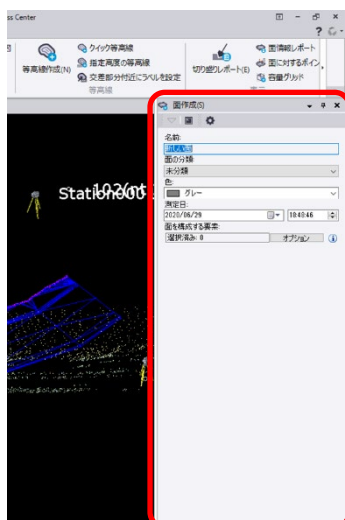 ss Center
等高線作成(N)
クイック等高線
指定高度の等高線
交差部分付近にラベルを設定
等高線
切り盛りレポート(E)
面情報レポート
面に対するポイン
容量グリッド
面作成(S)
名前:
新しい面
面の分類:
未分類
色:
グレー
測定日:
2020/06/29
18:48:46
面を構成する要素:
選択済み: 0
オプション
Station000